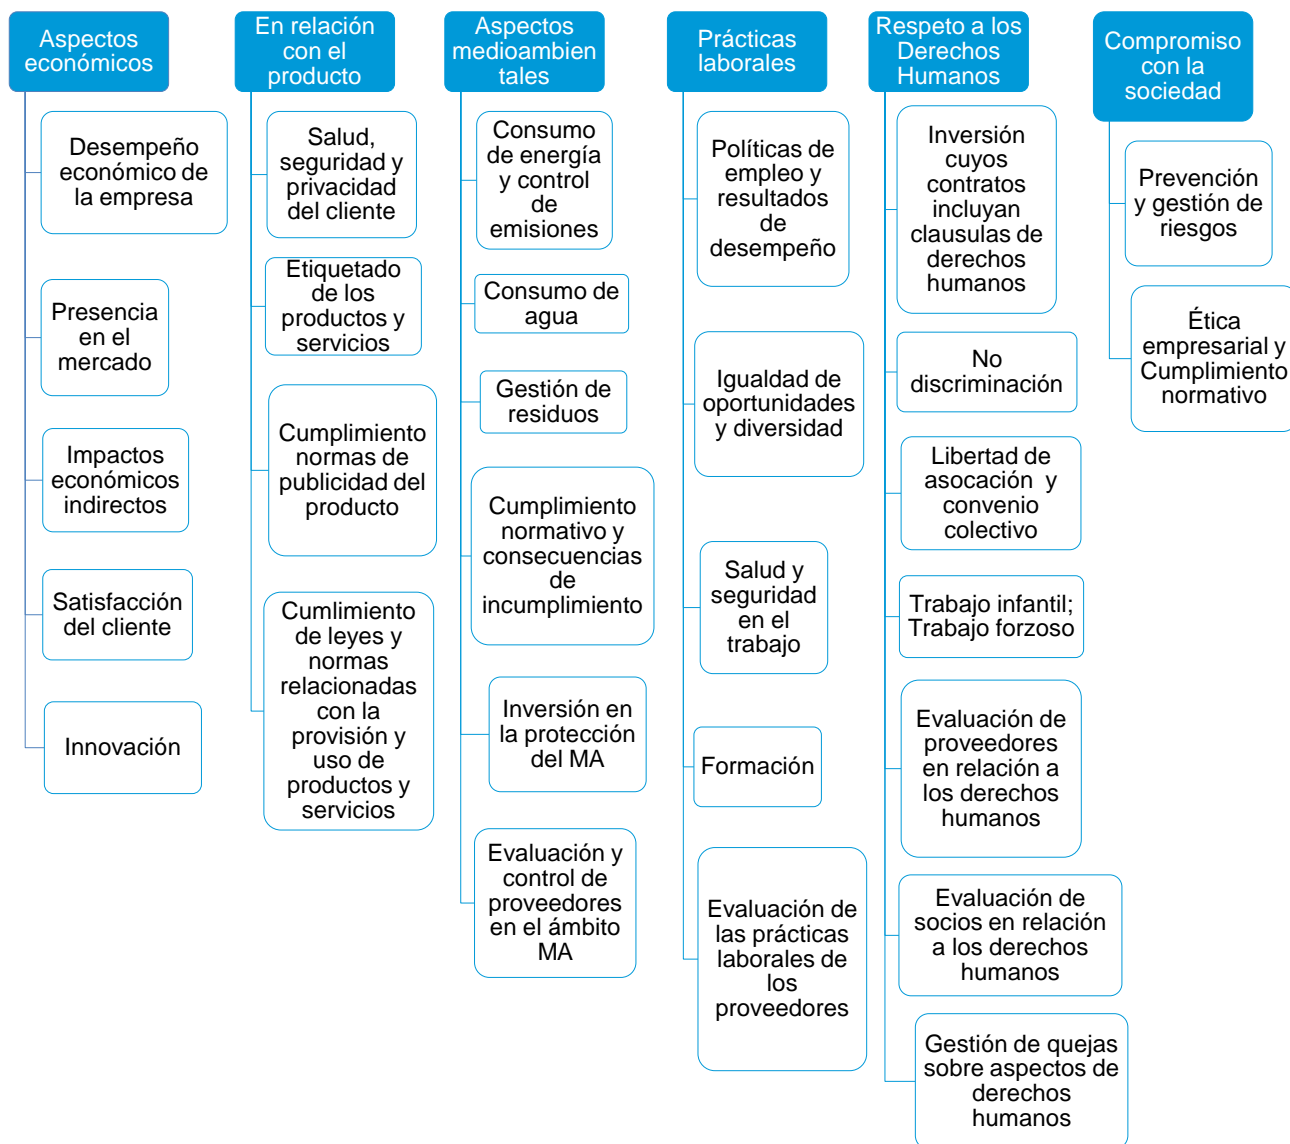 Aspectos
económicos
Desempeño
económico de
la empresa
Presencia
en el
mercado
Impactos
económicos
indirectos
Satisfacción
del cliente
Innovación
En relación
con el
producto
Salud,
seguridad y
privacidad
del cliente
Etiquetado
de los
productos y
servicios
Cumplimiento
normas de
publicidad del
producto
Cumlimiento
de leyes y
normas
relacionadas
con la
provisión y
uso de
productos y
servicios
Aspectos
medioambien
tales
Consumo
de energía
y control
de
emisiones
Consumo de
agua
Gestión de
residuos
Cumplimiento
normativo y
consecuencias
de
incumplimiento
Inversión en
la protección
del MA
Evaluación y
control de
proveedores
en el ámbito
MA
Prácticas
laborales
Políticas de
empleo y
resultados
de
desempeño
Igualdad de
oportunidades
y diversidad
Salud y
seguridad
en el
trabajo
Formación
Evaluación de
las prácticas
laborales de
los
proveedores
Respeto a los
Derechos
Humanos
Inversión
cuyos
contratos
incluyan
clausulas de
derechos
humanos
No
discriminación
Libertad de
asocación y
convenio
colectivo
Trabajo infantil;
Trabajo forzoso
Evaluación de
proveedores
en relación a
los derechos
humanos
Evaluación de
socios en relación
a los derechos
humanos
Gestión de quejas
sobre aspectos de
derechos
humanos
Compromiso
con la
sociedad
Prevención
y gestión de
riesgos
Ética
empresarial y
Cumplimiento
normativo